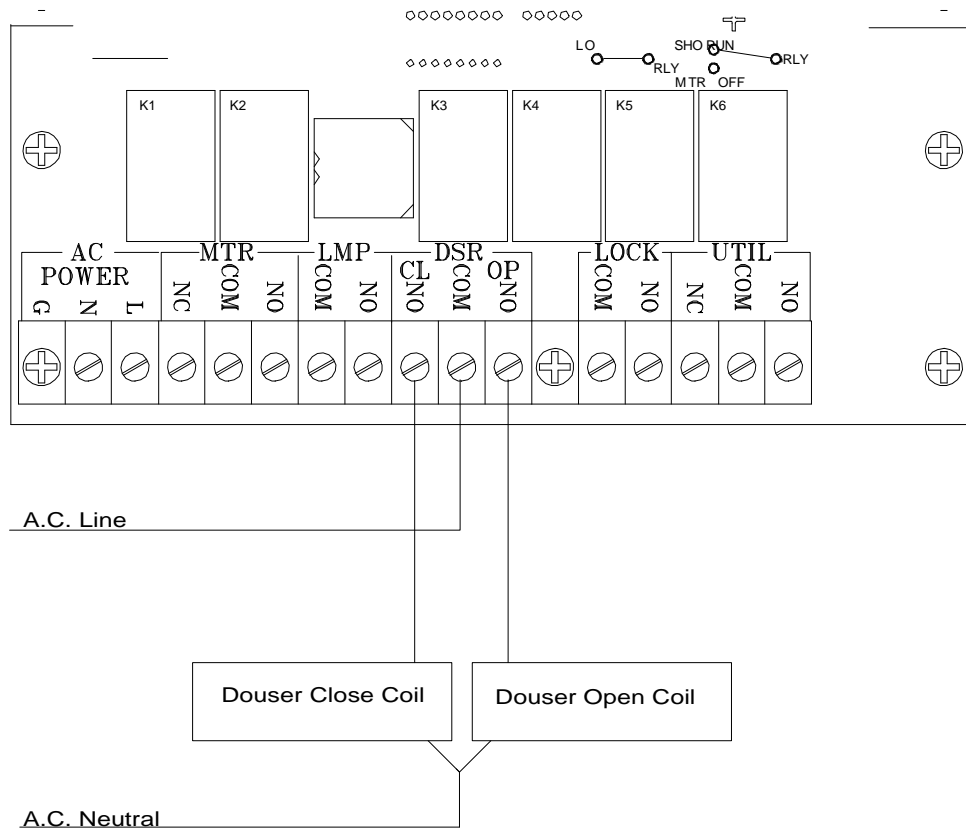 LO
SHO RUN
RLY
RLY
MTR OFF
K1
K2
K3
K4
K5
K6
AC
POWER
MTR
LMP
DSR
LOCK
UTIL
CL
OP
G
N
L
NC
COM
NO
COM
NO
NO
COM
NO
COM
NO
NC
COM
NO
A.C. Line
Douser Close Coil
Douser Open Coil
A.C. Neutral